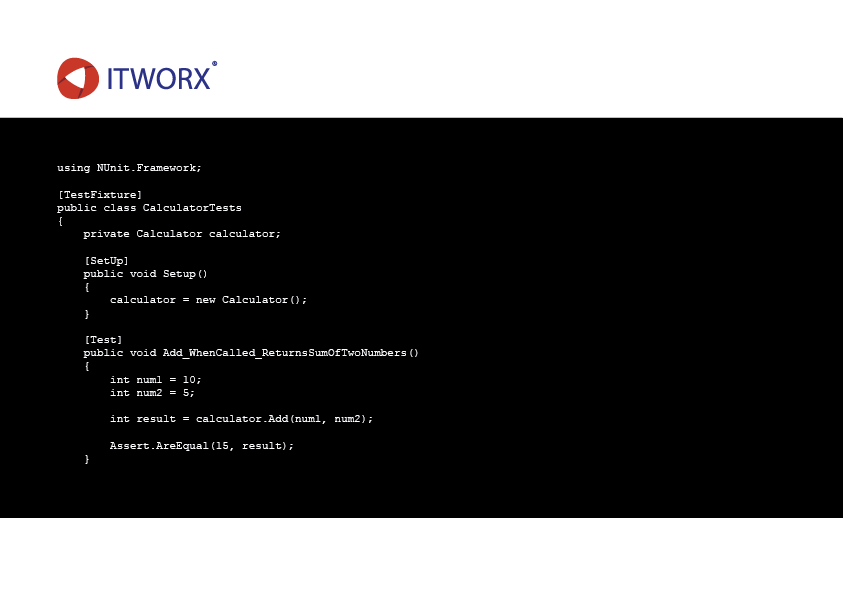 ITWORX®
using NUnit.Framework;
[TestFixture]
public class CalculatorTests
{
    private Calculator calculator;
    [SetUp]
    public void Setup()
    {
        calculator = new Calculator();
    }
    [Test]
    public void Add_WhenCalled_ReturnsSumOfTwoNumbers()
    {
        int num1 = 10;
        int num2 = 5;
        int result = calculator.Add(num1, num2);
        Assert.AreEqual(15, result);
    }